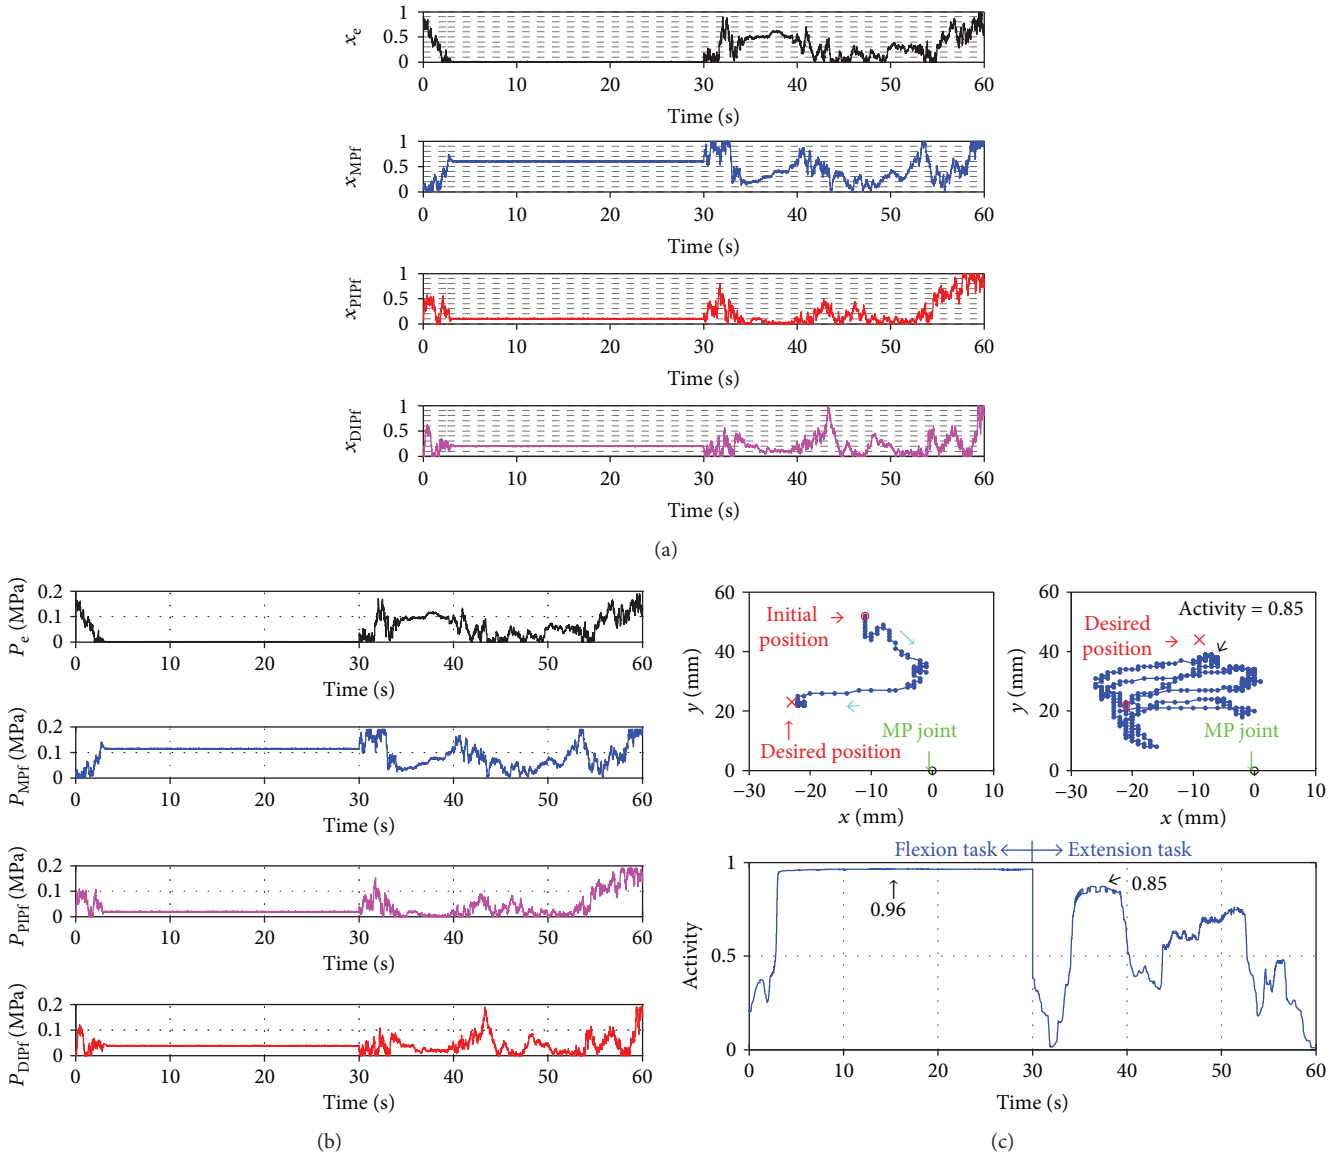 1
0.5
0
x_e
0 10 20 30 40 50 60
Time (s)
1
0.5
0
x_MPf
0 10 20 30 40 50 60
Time (s)
1
0.5
0
x_PIPf
0 10 20 30 40 50 60
Time (s)
1
0.5
0
x_DIPf
0 10 20 30 40 50 60
Time (s)
(a)
0.2
0.1
0
P_e (MPa)
0 10 20 30 40 50 60
Time (s)
0.2
0.1
0
P_MPf (MPa)
0 10 20 30 40 50 60
Time (s)
0.2
0.1
0
P_PIPf (MPa)
0 10 20 30 40 50 60
Time (s)
0.2
0.1
0
P_DIPf (MPa)
0 10 20 30 40 50 60
Time (s)
(b)
60
40
20
0
y (mm)
Initial
position
Desired position
MP joint
−30 −20 −10 0 10
x (mm)
60
40
20
0
y (mm)
Activity = 0.85
Desired
position
MP joint
−30 −20 −10 0 10
x (mm)
Flexion task
Extension task
1
0.5
0
Activity
0.96
0.85
0 10 20 30 40 50 60
Time (s)
(c)